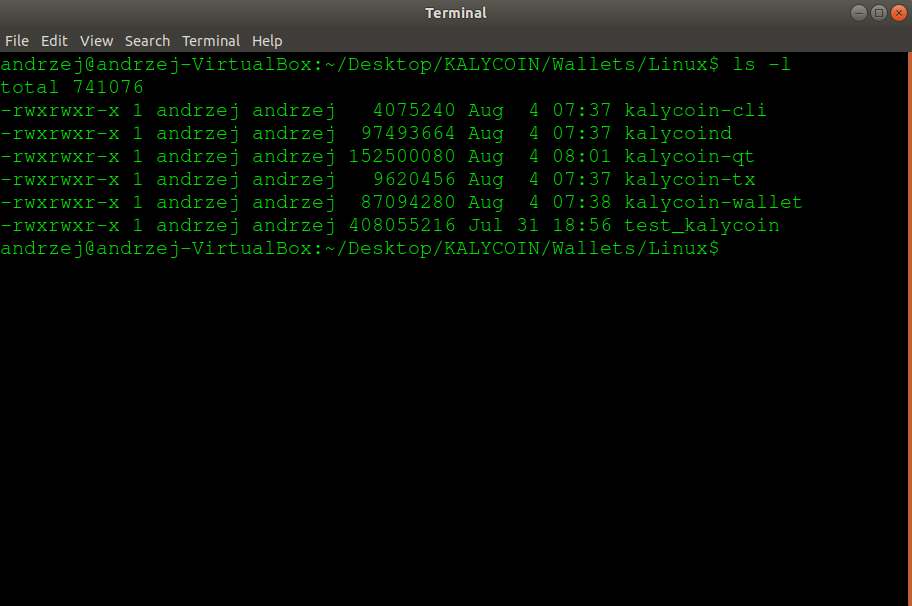 Terminal
File Edit View Search Terminal Help
andrzej@andrzej-VirtualBox:~/Desktop/KALYCOIN/Wallets/Linux$ ls -l
total 741076
-rwxrwxr-x 1 andrzej andrzej   4075240 Aug  4 07:37 kalycoin-cli
-rwxrwxr-x 1 andrzej andrzej  97493664 Aug  4 07:37 kalycoind
-rwxrwxr-x 1 andrzej andrzej 152500080 Aug  4 08:01 kalycoin-qt
-rwxrwxr-x 1 andrzej andrzej   9620456 Aug  4 07:37 kalycoin-tx
-rwxrwxr-x 1 andrzej andrzej  87094280 Aug  4 07:38 kalycoin-wallet
-rwxrwxr-x 1 andrzej andrzej 408055216 Jul 31 18:56 test_kalycoin
andrzej@andrzej-VirtualBox:~/Desktop/KALYCOIN/Wallets/Linux$